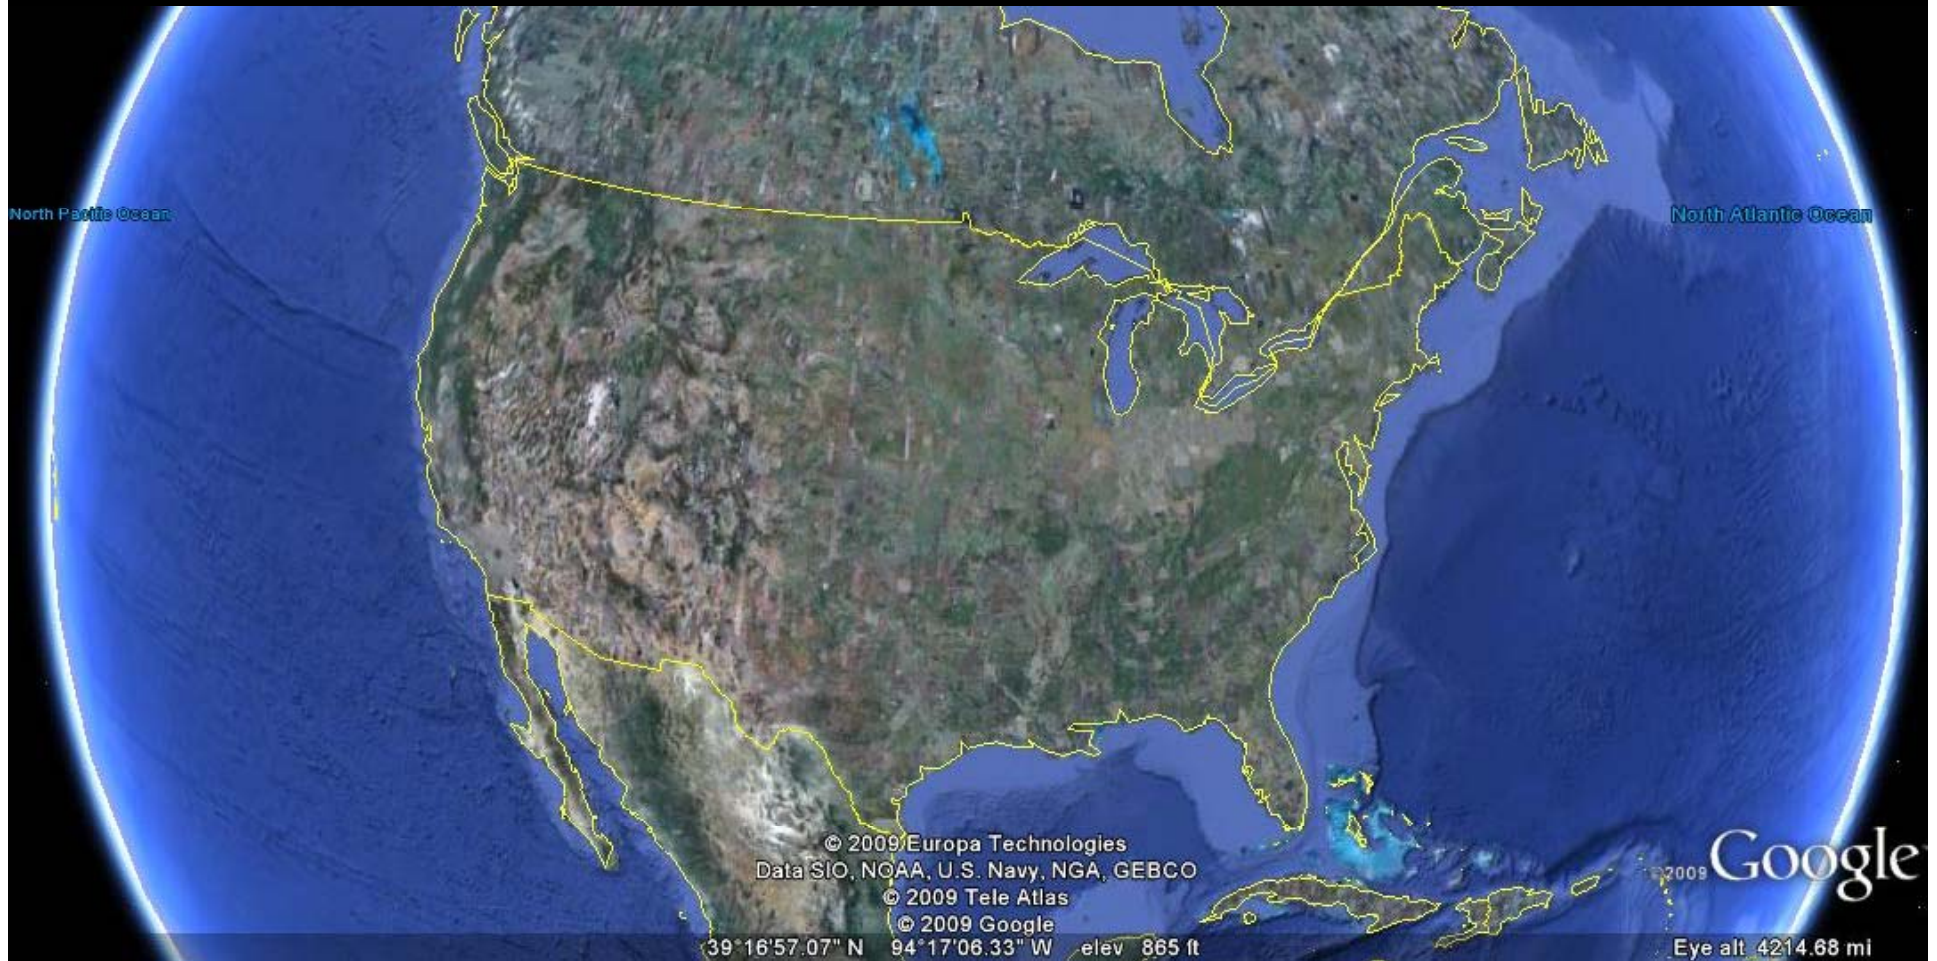 North Pacific Ocean
North Atlantic Ocean
© 2009 Europa Technologies
Data SIO, NOAA, U.S. Navy, NGA, GEBCO
© 2009 Tele Atlas
© 2009 Google
©2009 Google
39°16'57.07" N 94°17'06.33" W elev 865 ft
Eye alt 4214.68 mi